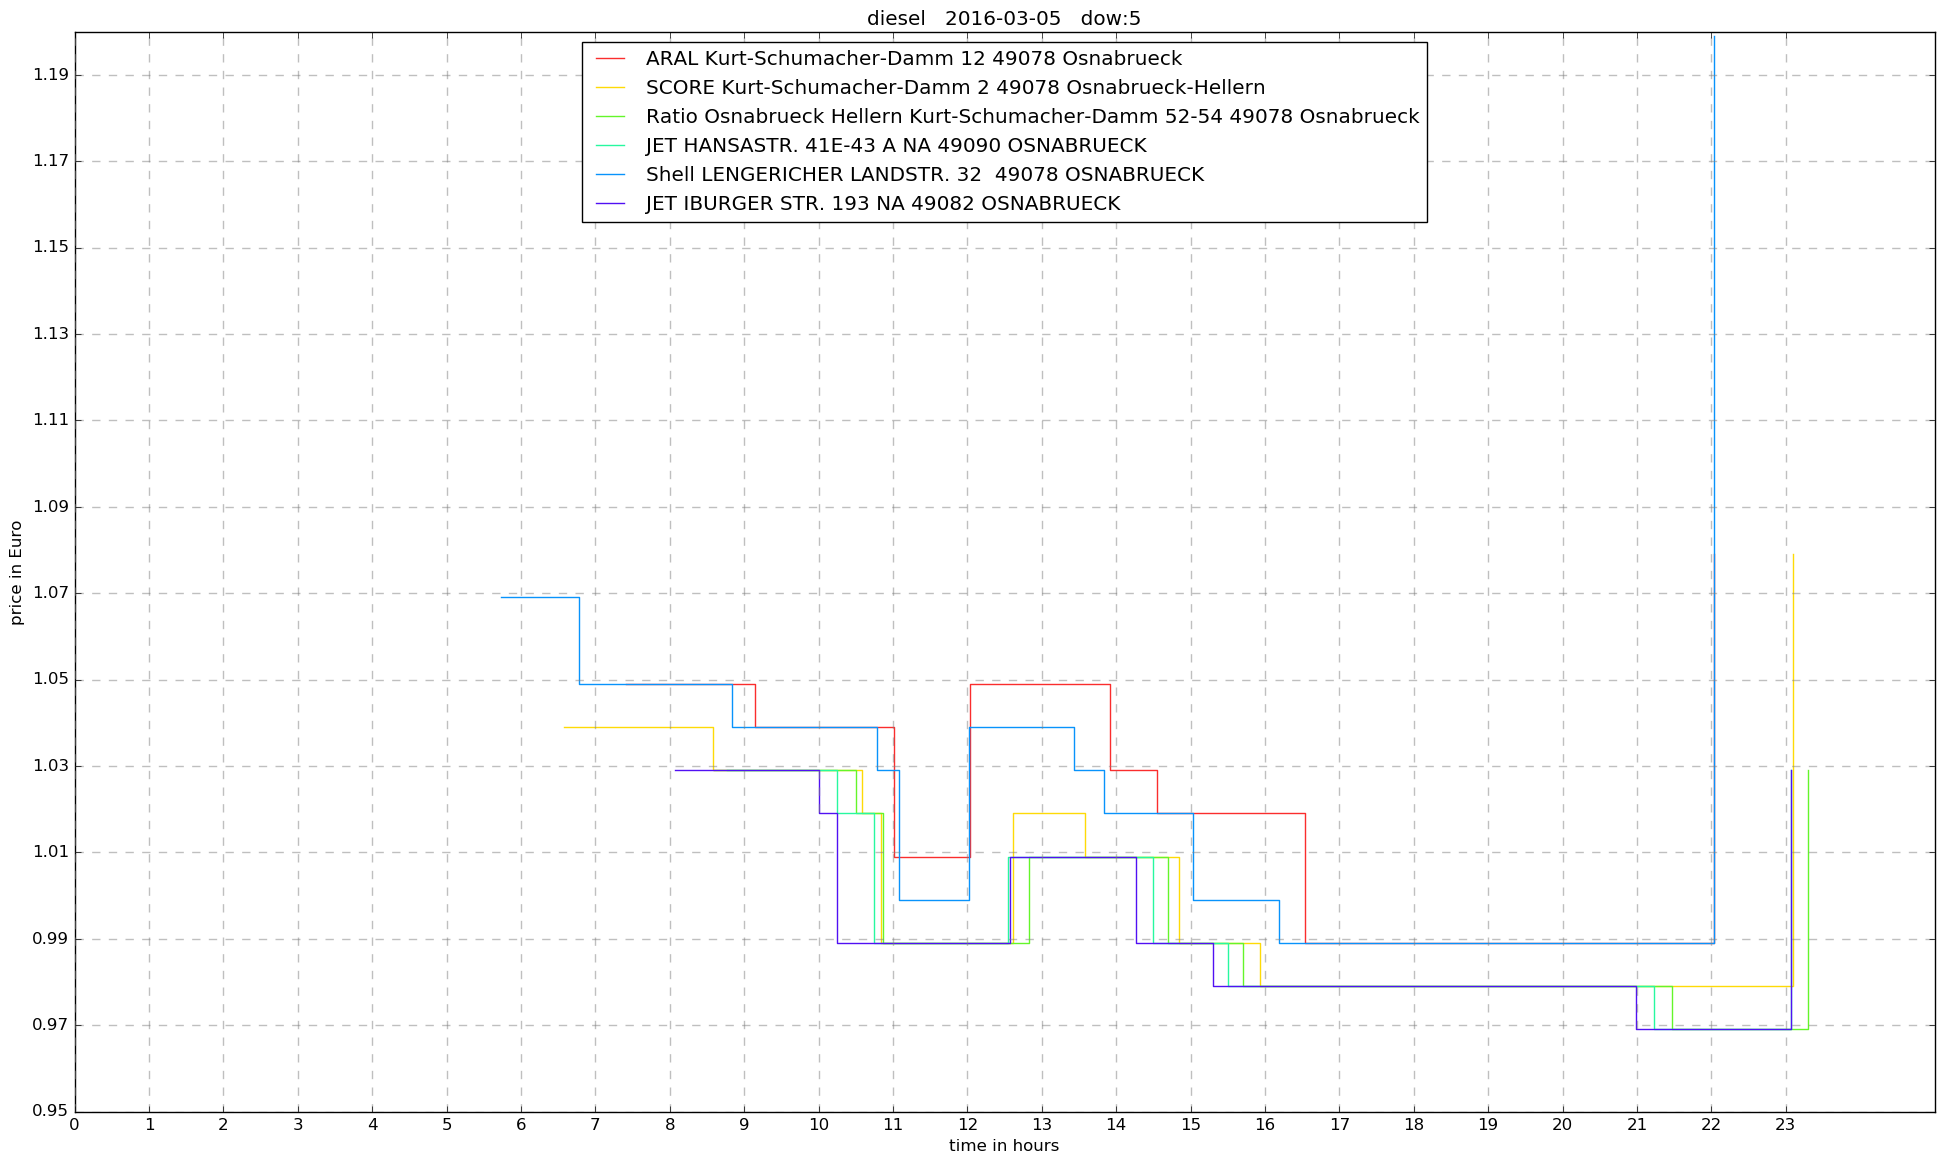 diesel   2016-03-05   dow:5
ARAL Kurt-Schumacher-Damm 12 49078 Osnabrueck
SCORE Kurt-Schumacher-Damm 2 49078 Osnabrueck-Hellern
Ratio Osnabrueck Hellern Kurt-Schumacher-Damm 52-54 49078 Osnabrueck
JET HANSASTR. 41E-43 A NA 49090 OSNABRUECK
Shell LENGERICHER LANDSTR. 32  49078 OSNABRUECK
JET IBURGER STR. 193 NA 49082 OSNABRUECK
1.19
1.17
1.15
1.13
1.11
1.09
1.07
1.05
1.03
1.01
0.99
0.97
0.95
price in Euro
0 1 2 3 4 5 6 7 8 9 10 11 12 13 14 15 16 17 18 19 20 21 22 23
time in hours